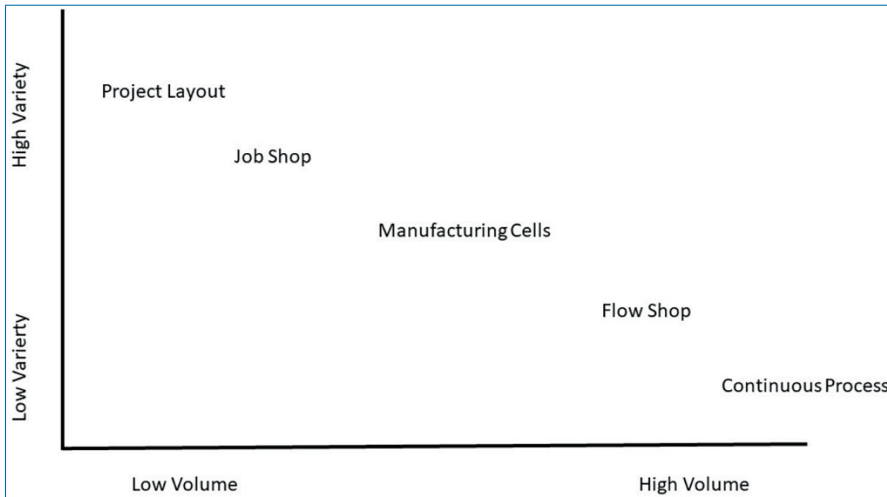 High Variety
Project Layout
Job Shop
Manufacturing Cells
Flow Shop
Low Varierty
Continuous Process
Low Volume
High Volume